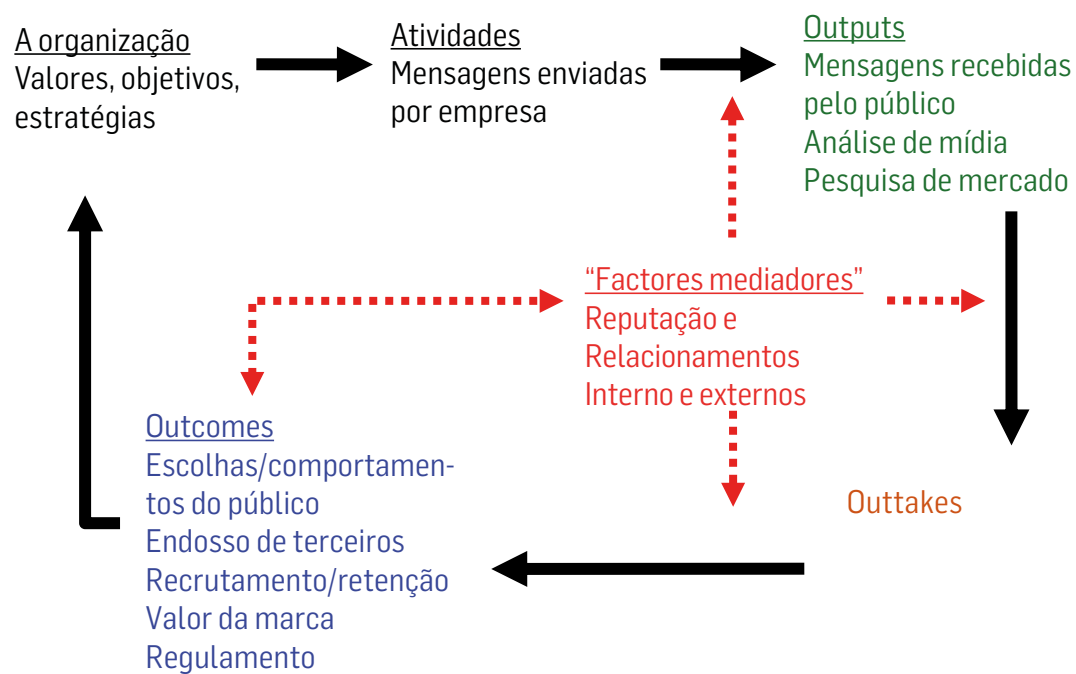 A organização
Valores, objetivos,
estratégias
Atividades
Mensagens enviadas
por empresa
Outputs
Mensagens recebidas
pelo público
Análise de mídia
Pesquisa de mercado
“Factores mediadores”
Reputação e
Relacionamentos
Interno e externos
Outtakes
Outcomes
Escolhas/comportamen-
tos do público
Endosso de terceiros
Recrutamento/retenção
Valor da marca
Regulamento